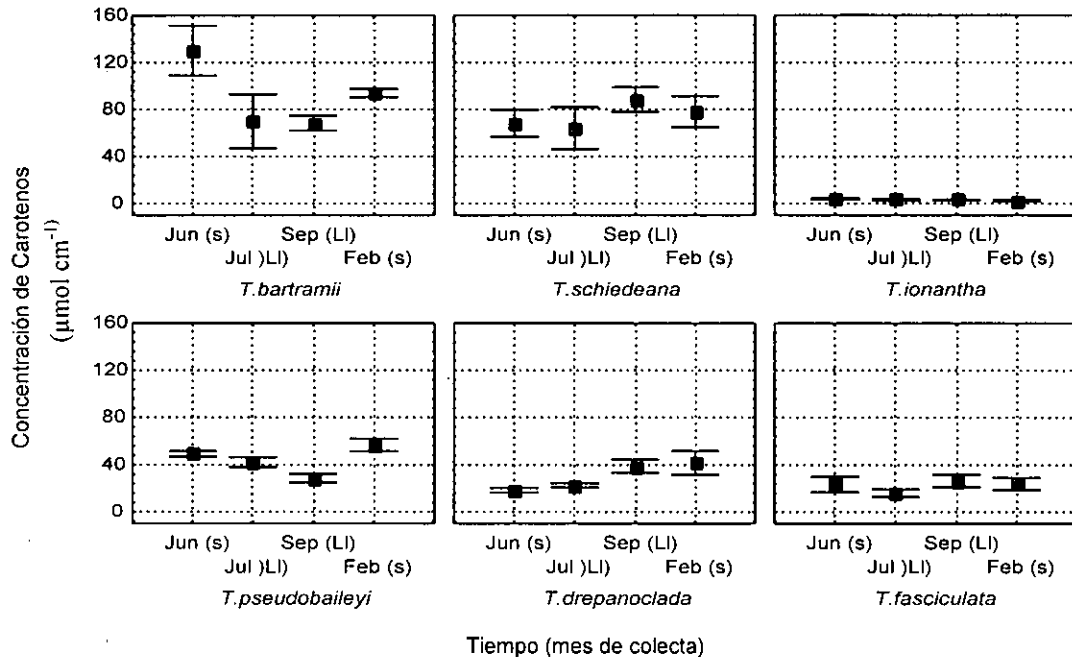 Concentración de Carotenos
(µmol cm⁻¹)
160
120
80
40
0
Jun (s) Sep (Ll)
Jul )Ll) Feb (s)
T.bartramii
Jun (s) Sep (Ll)
Jul )Ll) Feb (s)
T.schiedeana
Jun (s) Sep (Ll)
Jul )Ll) Feb (s)
T.ionantha
160
120
80
40
0
Jun (s) Sep (Ll)
Jul )Ll) Feb (s)
T.pseudobaileyi
Jun (s) Sep (Ll)
Jul )Ll) Feb (s)
T.drepanoclada
Jun (s) Sep (Ll)
Jul )Ll) Feb (s)
T.fasciculata
Tiempo (mes de colecta)